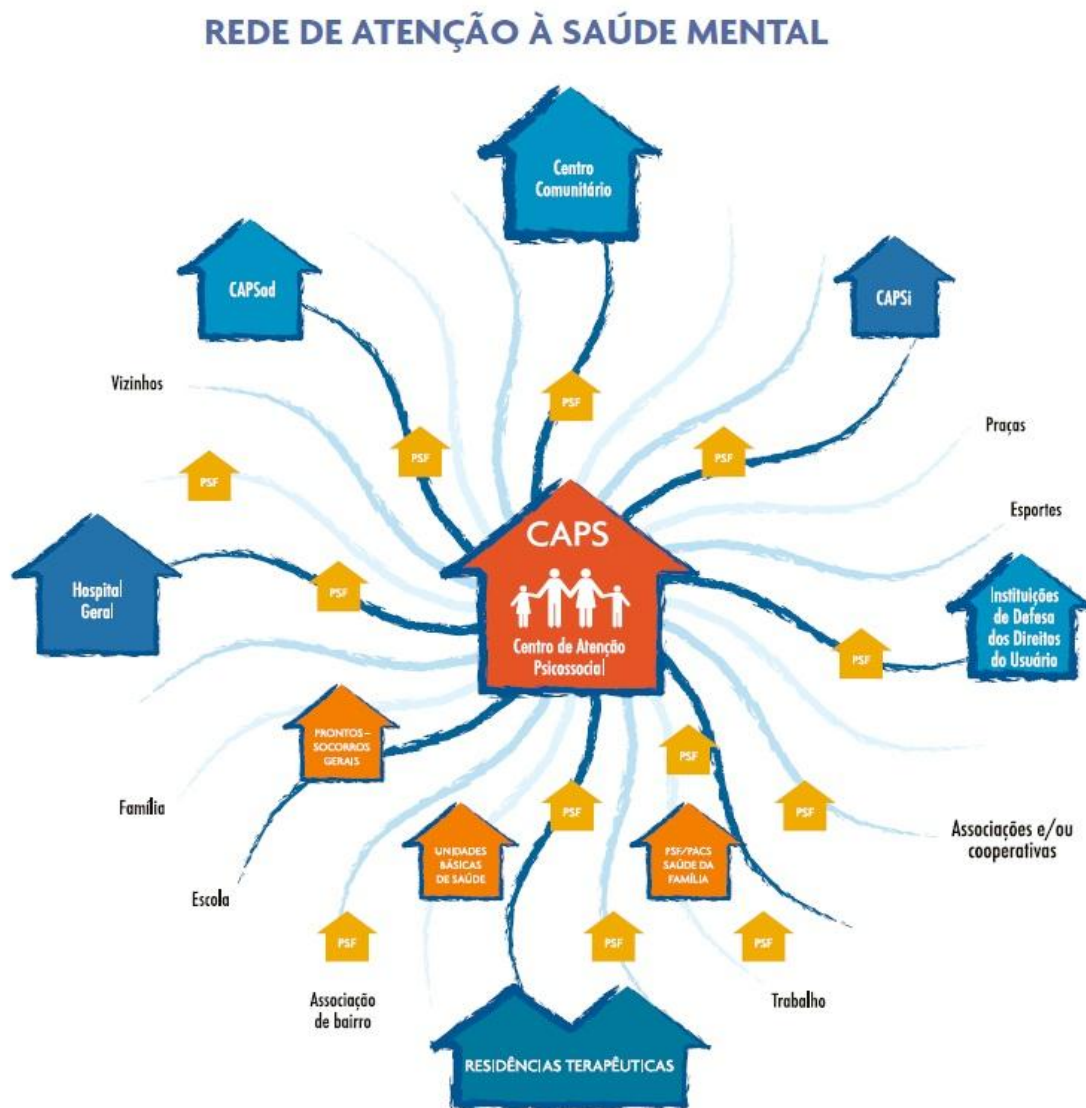 REDE DE ATENÇÃO À SAÚDE MENTAL
Centro
Comunitário
CAPSad
CAPSi
Vizinhos
PSF
PSF
PSF
Praças
PSF
Esportes
CAPS
Centro de Atenção
Psicossocial
Hospital
Geral
PSF
Instituições
de Defesa
dos Direitos
do Usuário
PSF
PRONTOS–
SOCORROS
GERAIS
PSF
Família
PSF
PSF
Associações e/ou
cooperativas
UNIDADES
BÁSICAS
DE SAÚDE
PSF/PACS
SAÚDE DA
FAMÍLIA
Escola
PSF
PSF
PSF
Associação
de bairro
Trabalho
RESIDÊNCIAS TERAPÊUTICAS